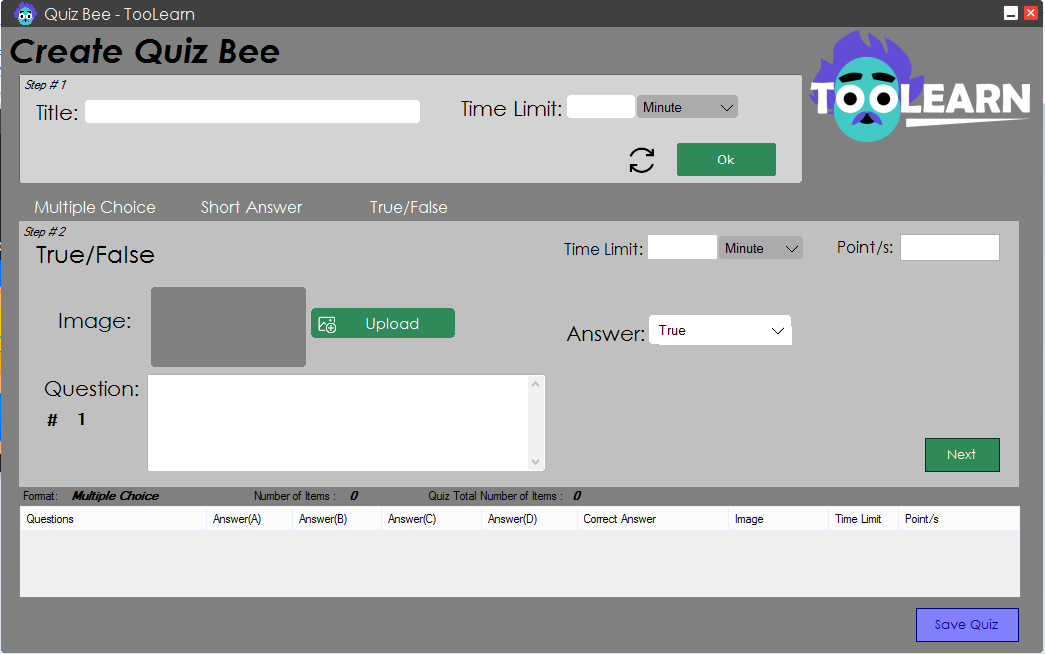 Quiz Bee - TooLearn
Create Quiz Bee
TOOLEARN
Step # 1
Title:
Time Limit:
Minute
Ok
Multiple Choice
Short Answer
True/False
Step # 2
True/False
Time Limit:
Minute
Point/s:
Image:
Upload
Answer:
True
Question:
# 1
Next
Format: Multiple Choice
Number of Items : 0
Quiz Total Number of Items : 0
Questions Answer(A) Answer(B) Answer(C) Answer(D) Correct Answer Image Time Limit Point/s
Save Quiz